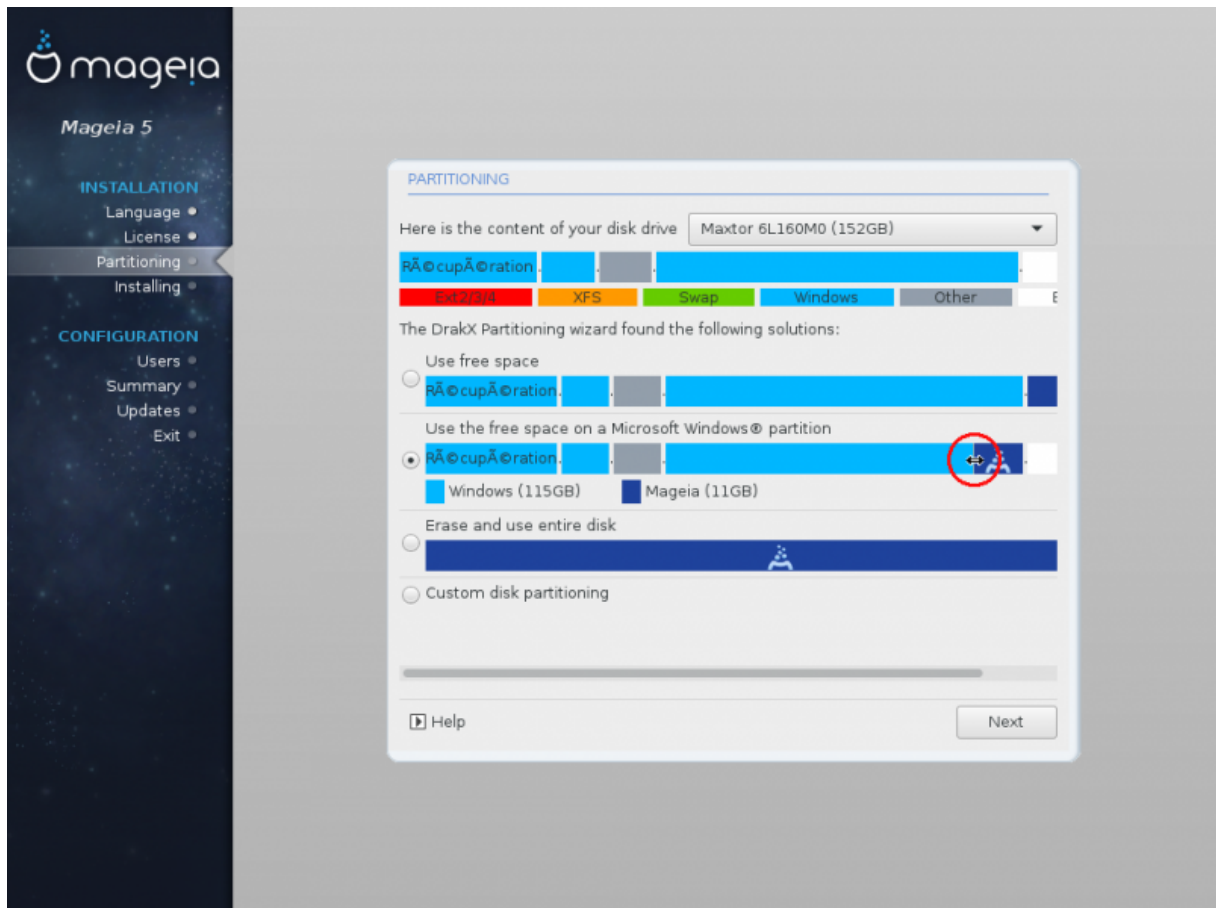 mageia
Mageia 5
INSTALLATION
Language
License
Partitioning
Installing
CONFIGURATION
Users
Summary
Updates
Exit
PARTITIONING
Here is the content of your disk drive Maxtor 6L160M0 (152GB)
RÃ©cupÃ©ration
Ext2/3/4 XFS Swap Windows Other E
The DrakX Partitioning wizard found the following solutions:
Use free space
RÃ©cupÃ©ration
Use the free space on a Microsoft Windows® partition
RÃ©cupÃ©ration
Windows (115GB) Mageia (11GB)
Erase and use entire disk
Custom disk partitioning
Help Next